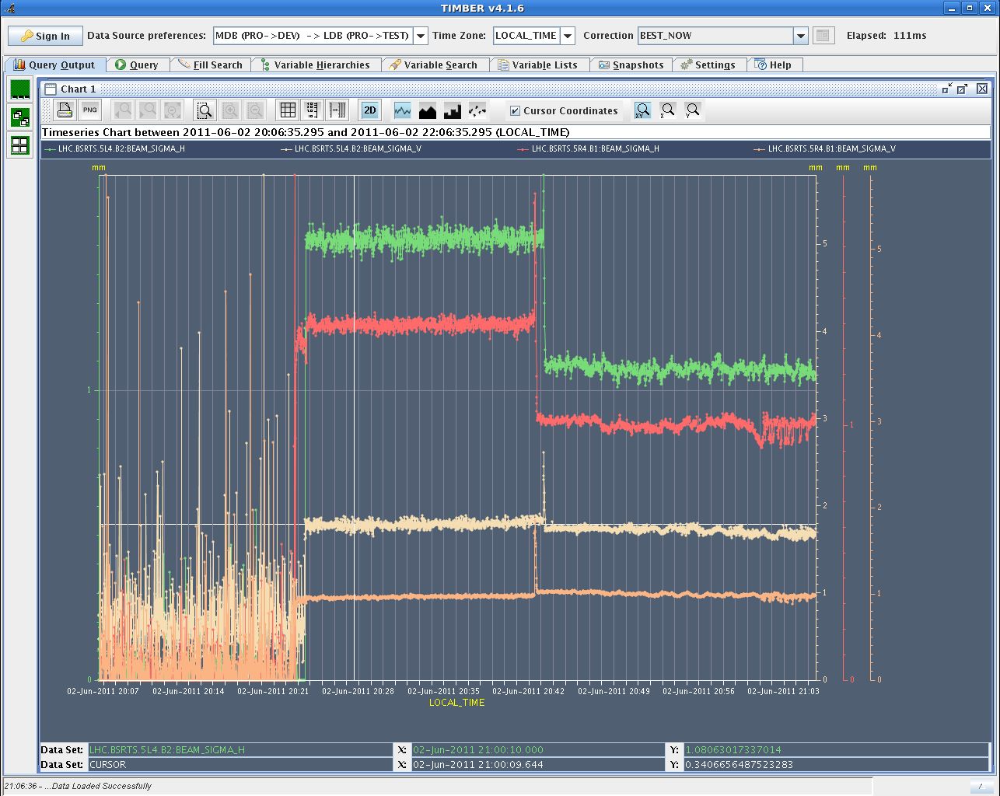 TIMBER v4.1.6
Sign In Data Source preferences: MDB (PRO->DEV) -> LDB (PRO->TEST) Time Zone: LOCAL_TIME Correction BEST_NOW Elapsed: 111ms
Query Output Query Fill Search Variable Hierarchies Variable Search Variable Lists Snapshots Settings Help
Chart 1
PNG 2D Cursor Coordinates XY X Y
Timeseries Chart between 2011-06-02 20:06:35.295 and 2011-06-02 22:06:35.295 (LOCAL_TIME)
LHC.BSRTS.5L4.B2:BEAM_SIGMA_H LHC.BSRTS.5L4.B2:BEAM_SIGMA_V LHC.BSRTS.5R4.B1:BEAM_SIGMA_H LHC.BSRTS.5R4.B1:BEAM_SIGMA_V
mm mm mm mm
5 5
4 4
1
3 1 3
2 2
1 1
0 0 0 0
02-Jun-2011 20:07 02-Jun-2011 20:14 02-Jun-2011 20:21 02-Jun-2011 20:28 02-Jun-2011 20:35 02-Jun-2011 20:42 02-Jun-2011 20:49 02-Jun-2011 20:56 02-Jun-2011 21:03
LOCAL_TIME
Data Set: LHC.BSRTS.5L4.B2:BEAM_SIGMA_H X: 02-Jun-2011 21:00:10.000 Y: 1.08063017337014
Data Set: CURSOR X: 02-Jun-2011 21:00:09.644 Y: 0.3406656487523283
21:06:36 - ...Data Loaded Successfully